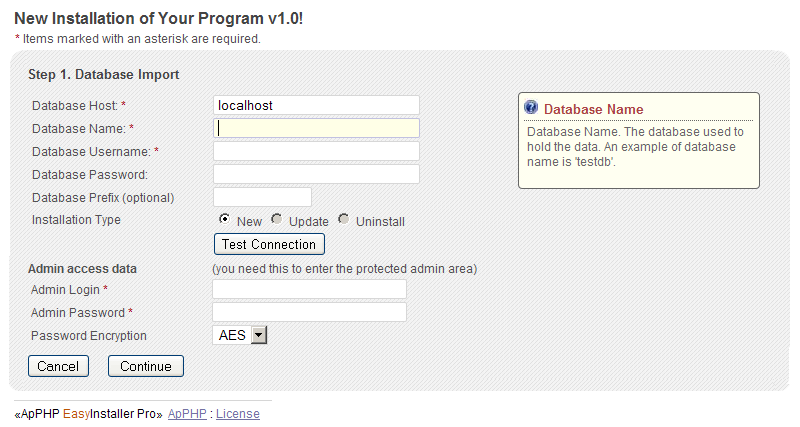 New Installation of Your Program v1.0!
* Items marked with an asterisk are required.
Step 1. Database Import
Database Host: * localhost
Database Name: *
Database Username: *
Database Password:
Database Prefix (optional)
Installation Type New Update Uninstall
Test Connection
Database Name
Database Name. The database used to
hold the data. An example of database
name is 'testdb'.
Admin access data (you need this to enter the protected admin area)
Admin Login *
Admin Password *
Password Encryption AES
Cancel Continue
«ApPHP EasyInstaller Pro» ApPHP : License